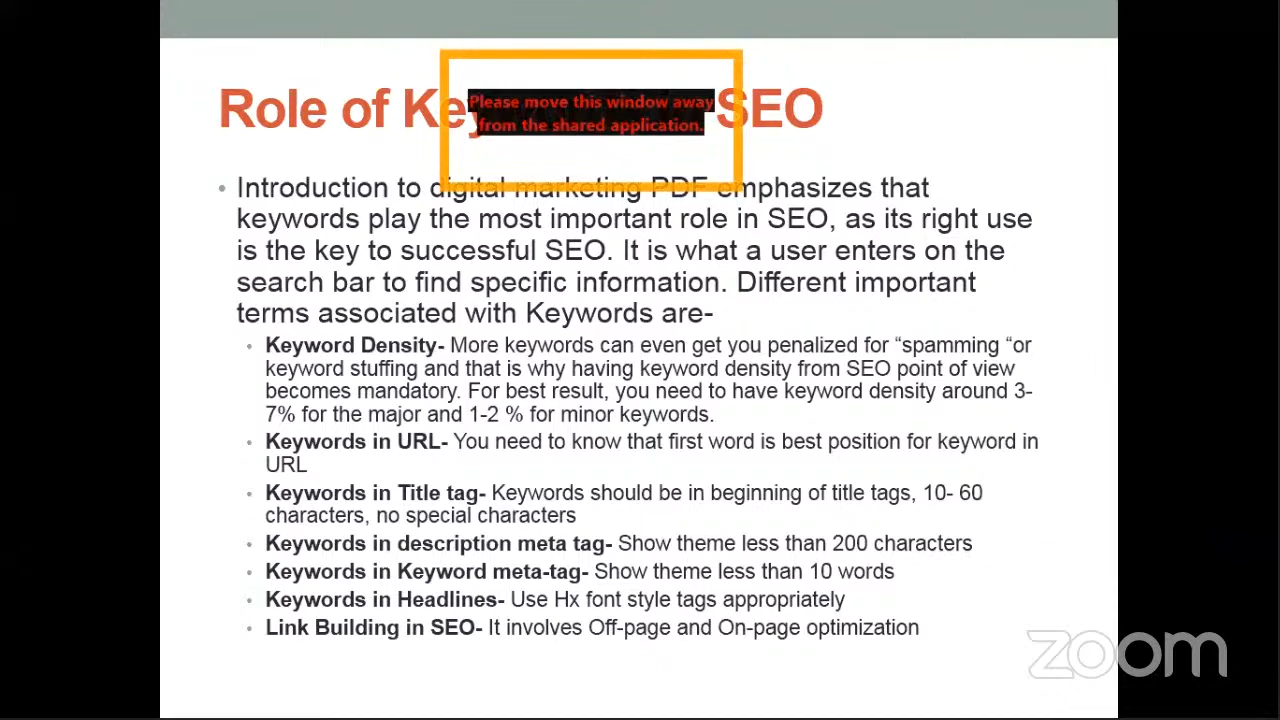 Role of Key SEO
Please move this window away
from the shared application.
• Introduction to digital marketing PDF emphasizes that
keywords play the most important role in SEO, as its right use
is the key to successful SEO. It is what a user enters on the
search bar to find specific information. Different important
terms associated with Keywords are-
• Keyword Density- More keywords can even get you penalized for “spamming “or
keyword stuffing and that is why having keyword density from SEO point of view
becomes mandatory. For best result, you need to have keyword density around 3-
7% for the major and 1-2 % for minor keywords.
• Keywords in URL- You need to know that first word is best position for keyword in
URL
• Keywords in Title tag- Keywords should be in beginning of title tags, 10- 60
characters, no special characters
• Keywords in description meta tag- Show theme less than 200 characters
• Keywords in Keyword meta-tag- Show theme less than 10 words
• Keywords in Headlines- Use Hx font style tags appropriately
• Link Building in SEO- It involves Off-page and On-page optimization
zoom